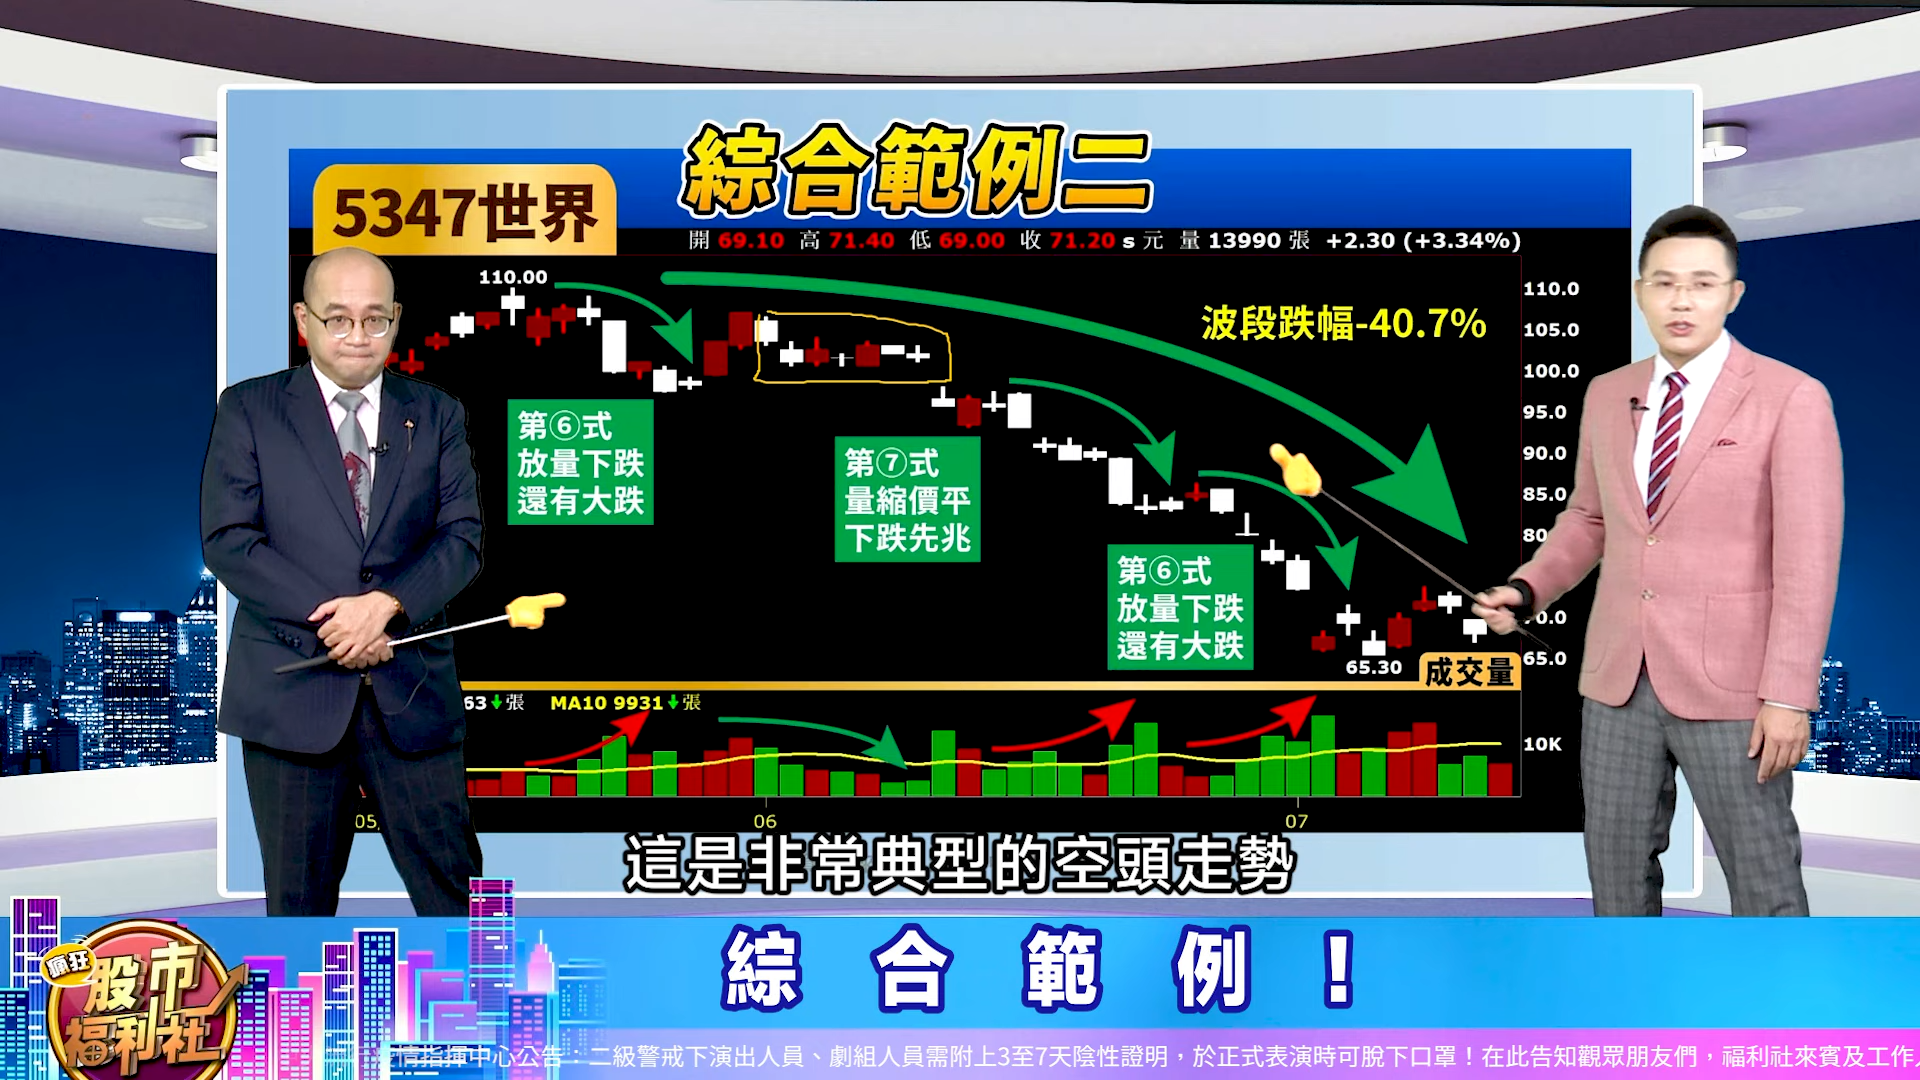 綜合範例二
5347世界
開 69.10 高 71.40 低 69.00 收 71.20 s 元 量 13990 張 +2.30 (+3.34%)
110.00
波段跌幅-40.7%
110.0
105.0
100.0
95.0
90.0
85.0
80
70.0
65.0
第⑥式
放量下跌
還有大跌
第⑦式
量縮價平
下跌先兆
第⑥式
放量下跌
還有大跌
65.30
成交量
63↓張 MA10 9931↓張
10K
05
06
07
這是非常典型的空頭走勢
綜合範例！
瘋狂
股市
福利社
情指揮中心公告：二級警戒下演出人員、劇組人員需附上3至7天陰性證明，於正式表演時可脫下口罩！在此告知觀眾朋友們，福利社來賓及工作